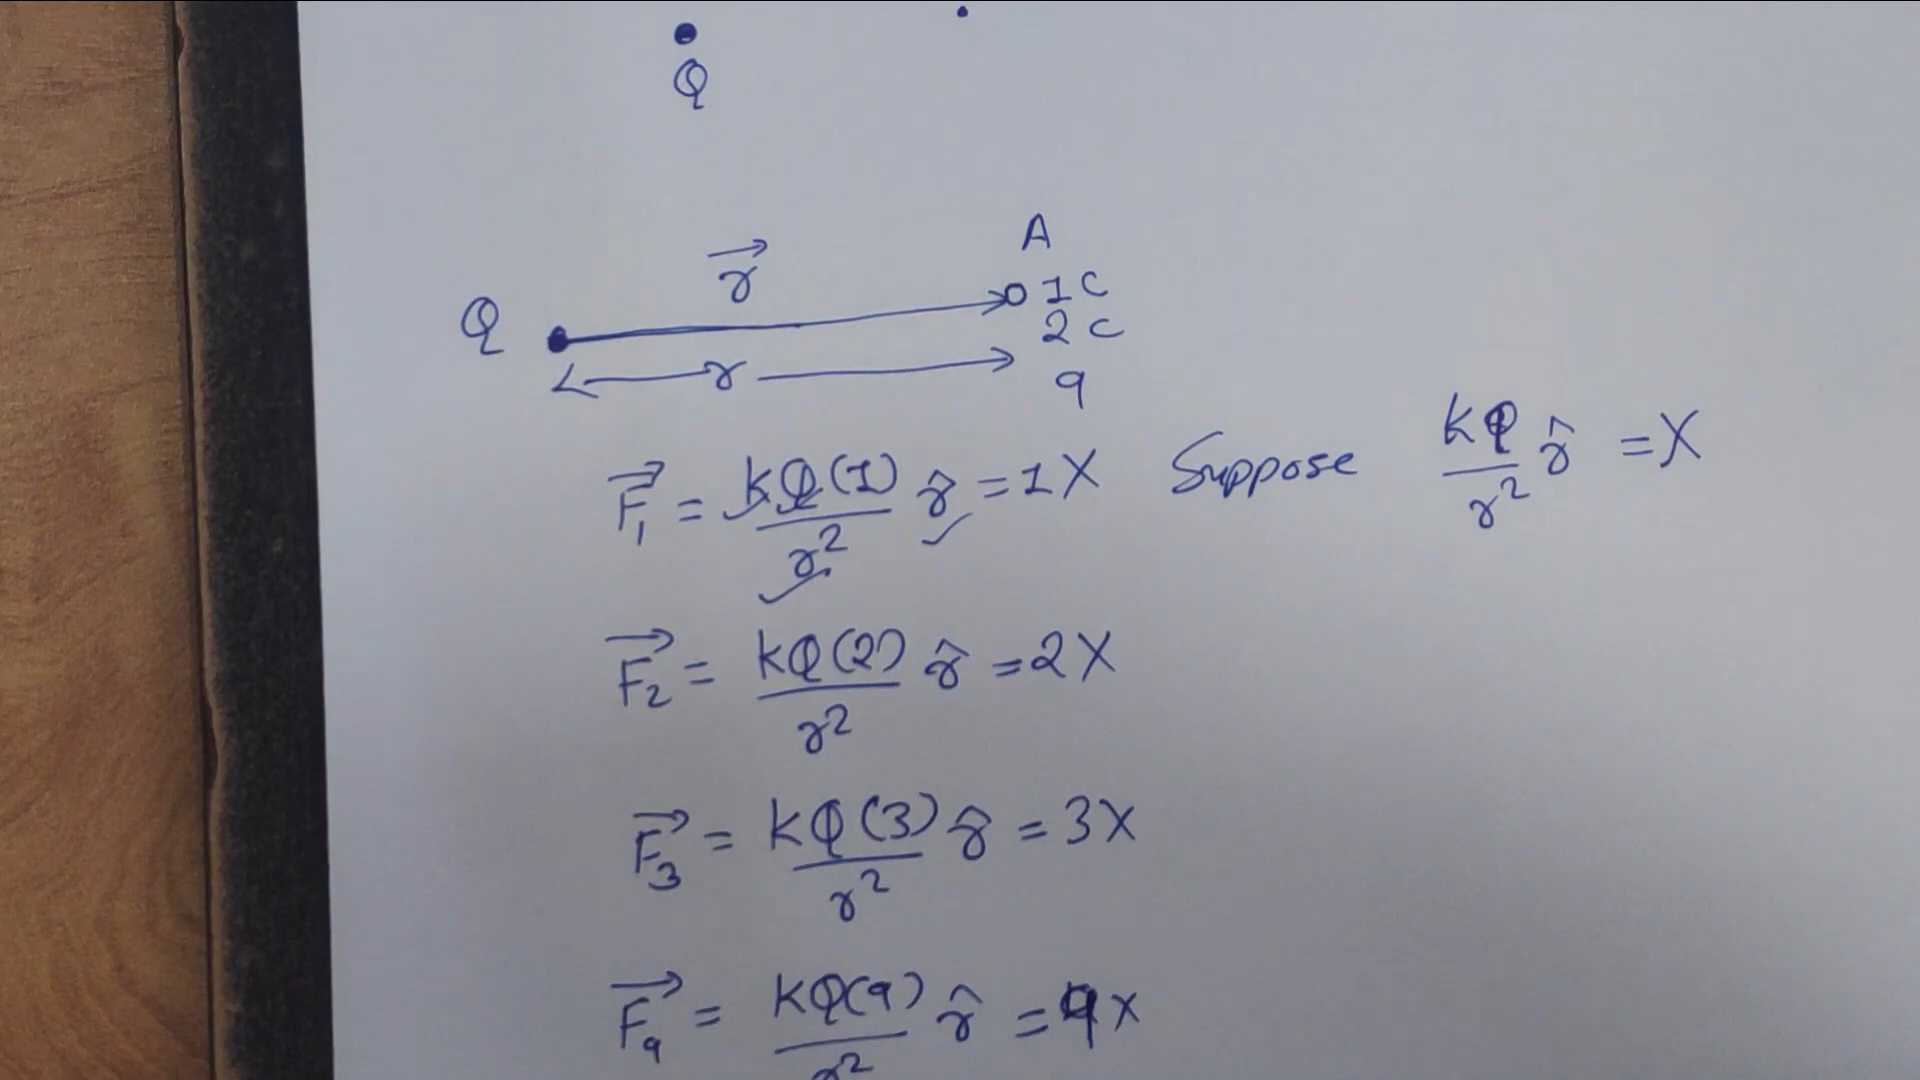 Q
A
r⃗
Q
1 C
2 C
r
q
F⃗₁ = kQ(1)/r² r̂ = 1X Suppose kQ/r² r̂ = X
F⃗₂ = kQ(2)/r² r̂ = 2X
F⃗₃ = kQ(3)/r² r̂ = 3X
F⃗q = kQ(q)/r² r̂ = qX